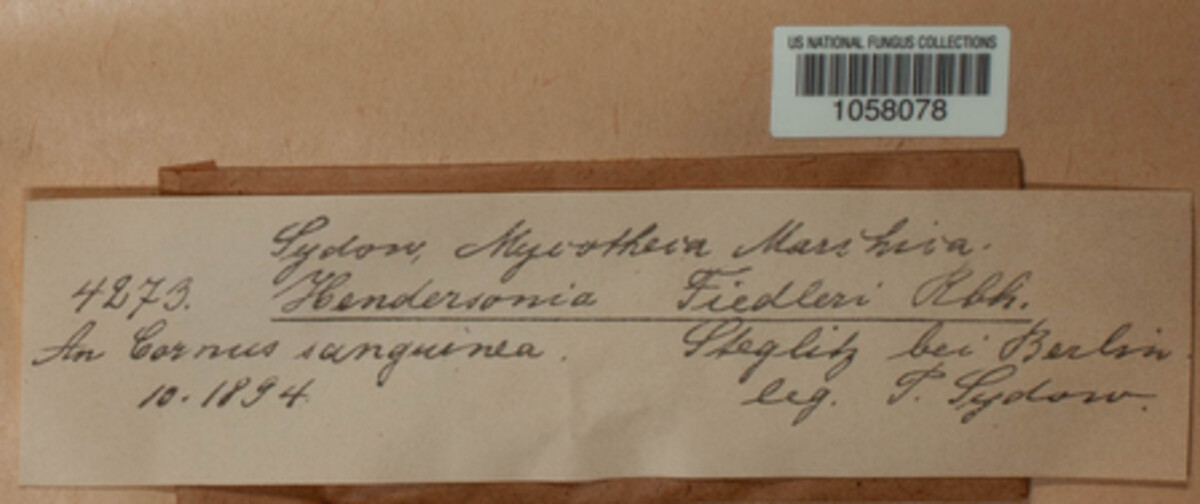 US NATIONAL FUNGUS COLLECTIONS
1058078
Sydow, Mycotheca Marchica.
4273. Hendersonia Fiedleri Rbh.
An Cornus sanguinea. Steglitz bei Berlin.
10.1894. leg. P. Sydow.